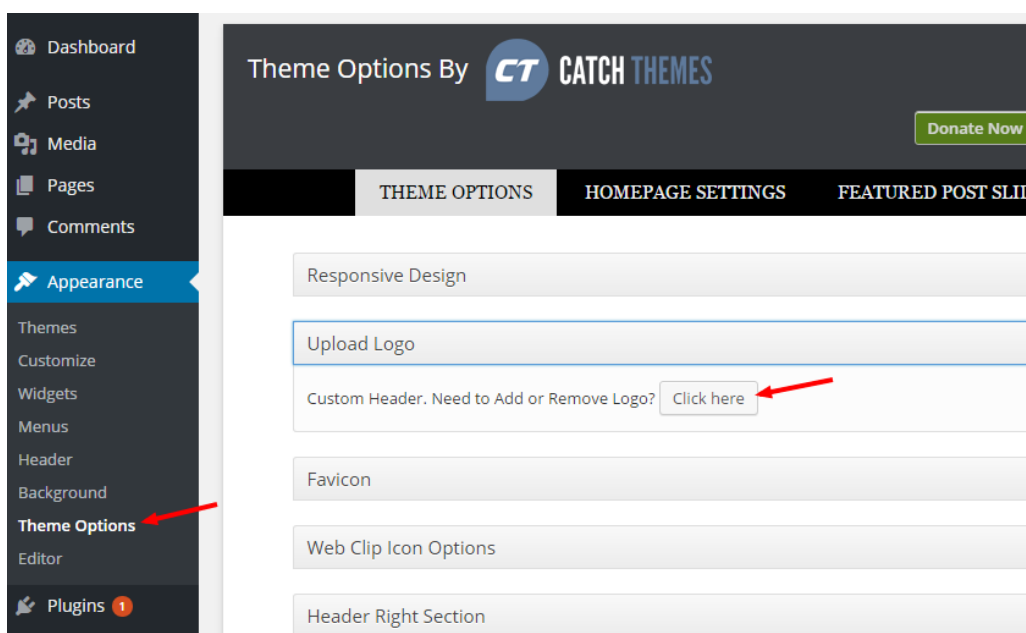 Dashboard
Posts
Media
Pages
Comments
Appearance
Themes
Customize
Widgets
Menus
Header
Background
Theme Options
Editor
Plugins 1
Theme Options By CT CATCH THEMES
Donate Now
THEME OPTIONS HOMEPAGE SETTINGS FEATURED POST
Responsive Design
Upload Logo
Custom Header. Need to Add or Remove Logo? Click here
Favicon
Web Clip Icon Options
Header Right Section